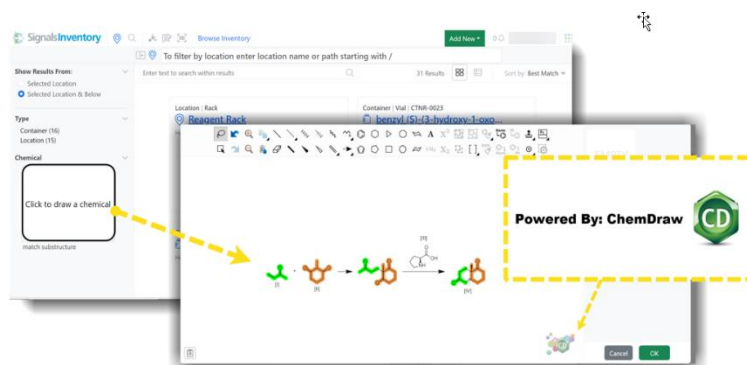 SignalsInventory
Browse Inventory
Add New
To filter by location enter location name or path starting with /
Show Results From:
Selected Location
Selected Location & Below
Enter text to search within results
31 Results
Sort by Best Match
Type
Container (16)
Location (15)
Chemical
Click to draw a chemical
match substructure
Location | Rack
Reagent Rack
Container | Vial | CTNR-0023
benzyl (S)-(3-hydroxy-1-oxo...
A
Powered By: ChemDraw
CD
OH
NH
[I]
[II]
[III]
[IV]
Cancel
OK